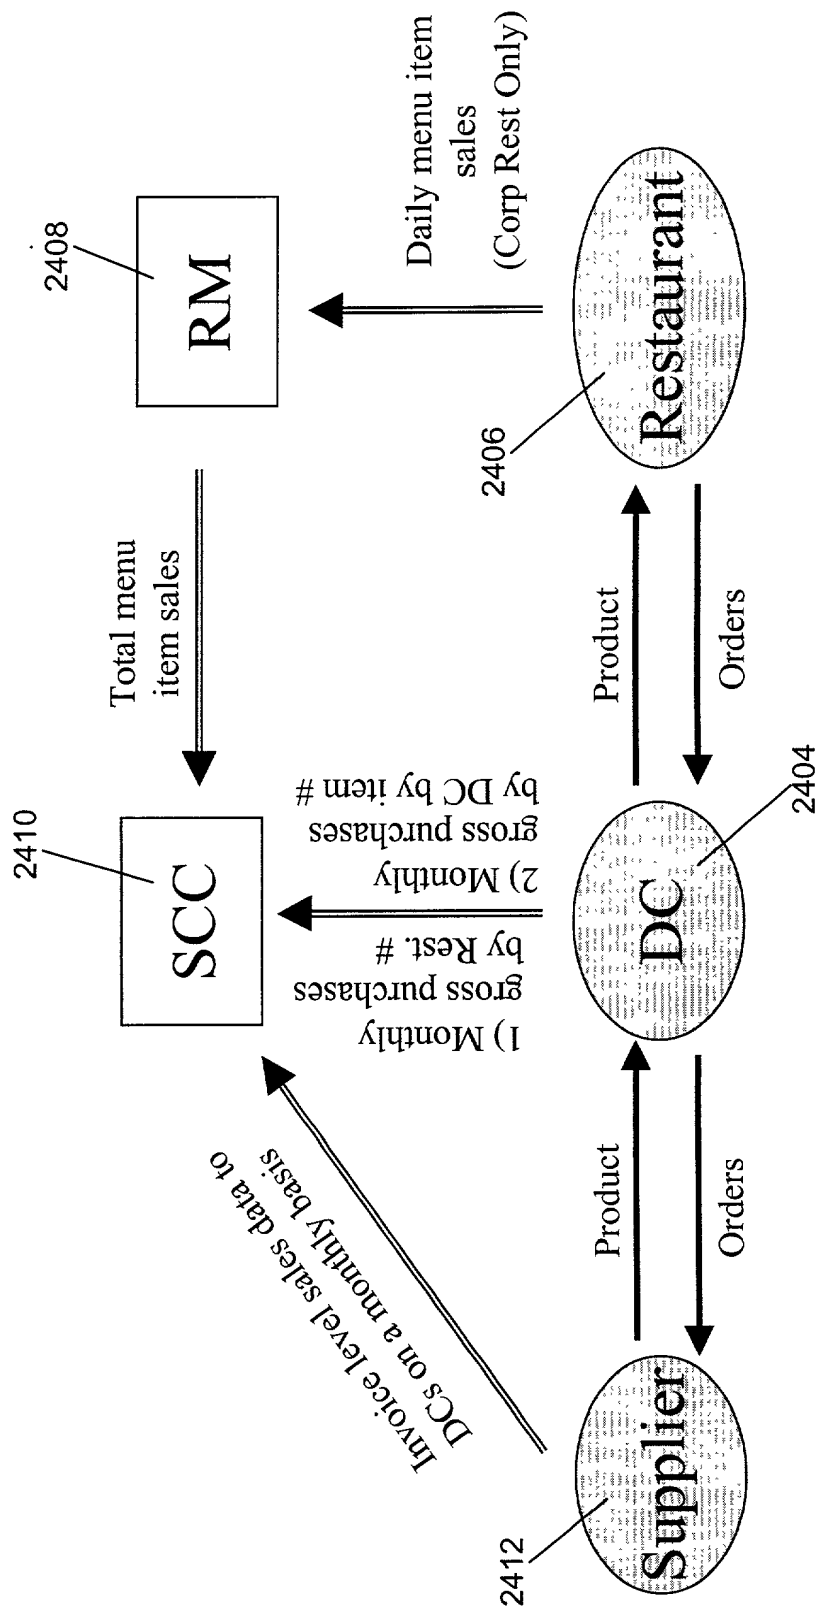 2410
SCC
Total menu
item sales
2408
RM
Invoice level sales data to
DCs on a monthly basis
1) Monthly
gross purchases
by Rest. #
2) Monthly
gross purchases
by DC by item #
Daily menu item
sales
(Corp Rest Only)
2412
Supplier
Product
Orders
DC
2404
Product
Orders
2406
Restaurant